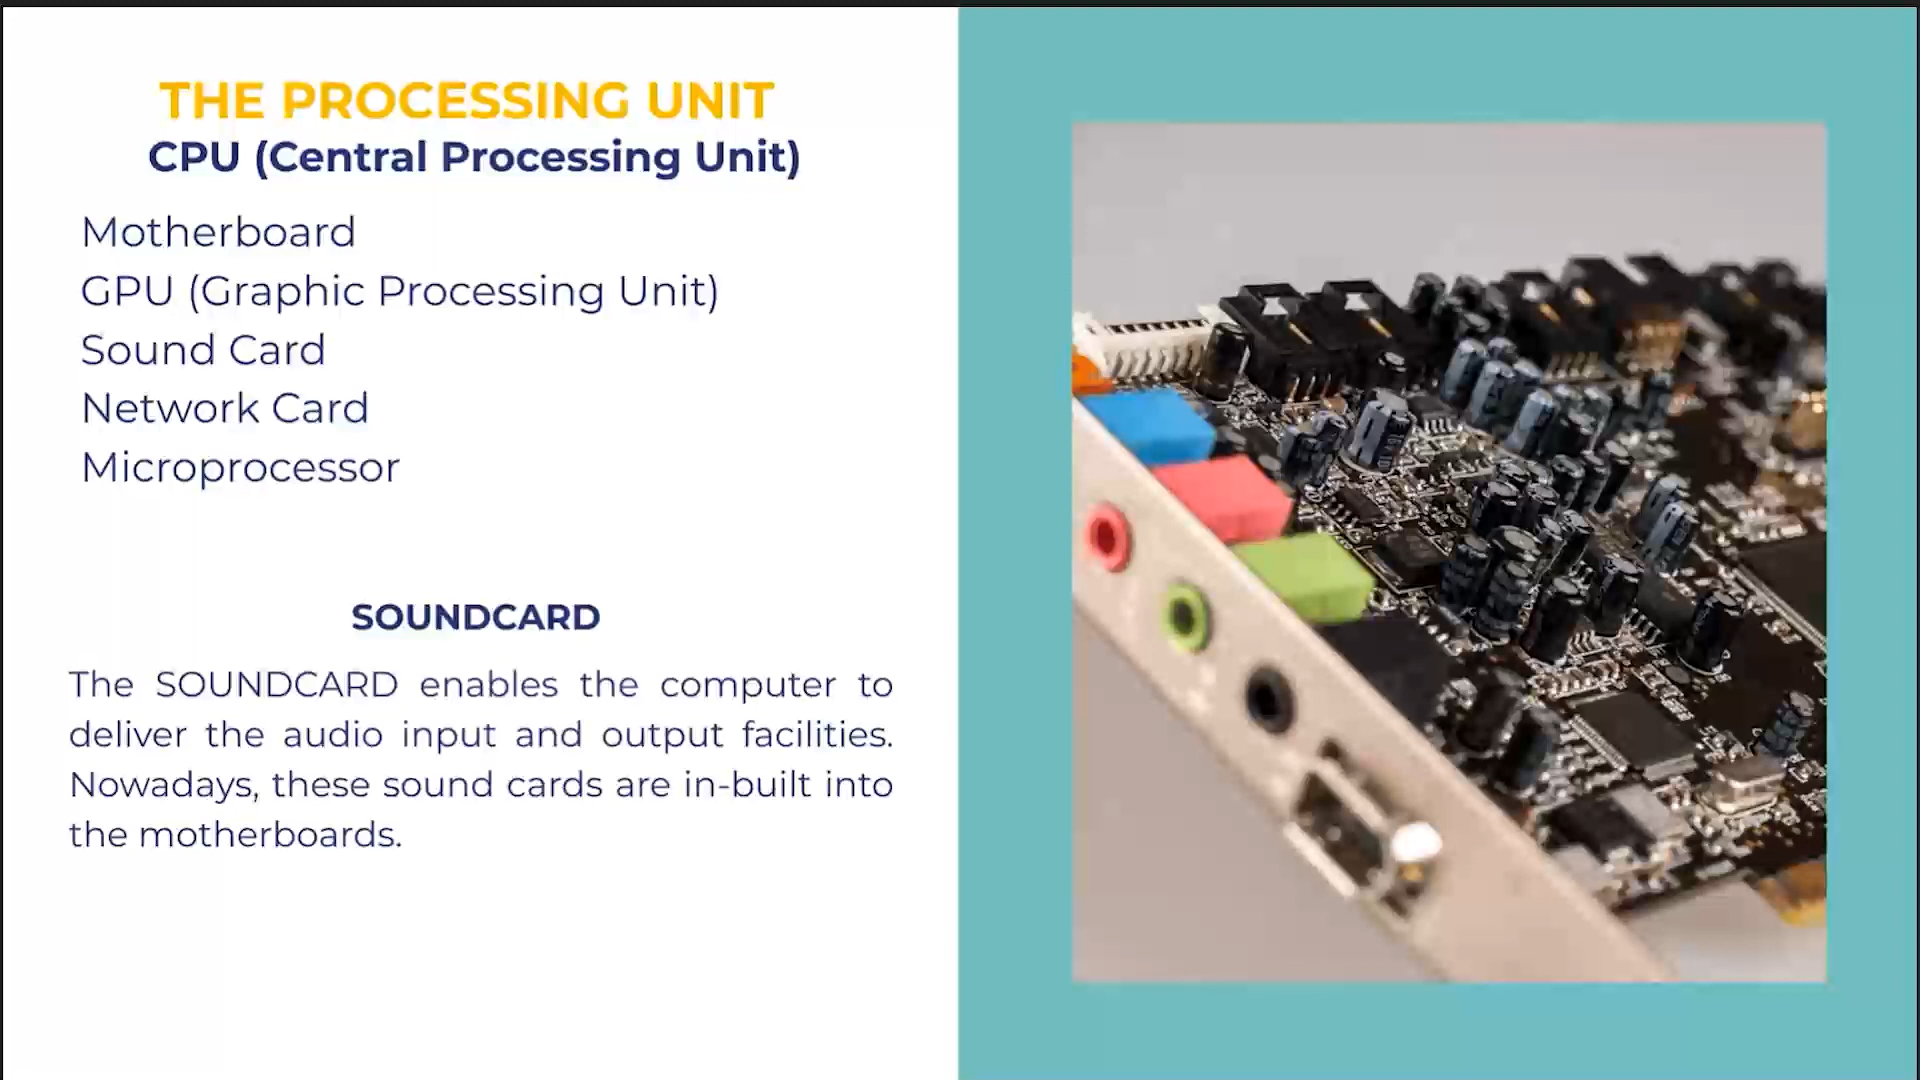 THE PROCESSING UNIT
CPU (Central Processing Unit)
Motherboard
GPU (Graphic Processing Unit)
Sound Card
Network Card
Microprocessor
SOUNDCARD
The SOUNDCARD enables the computer to
deliver the audio input and output facilities.
Nowadays, these sound cards are in-built into
the motherboards.